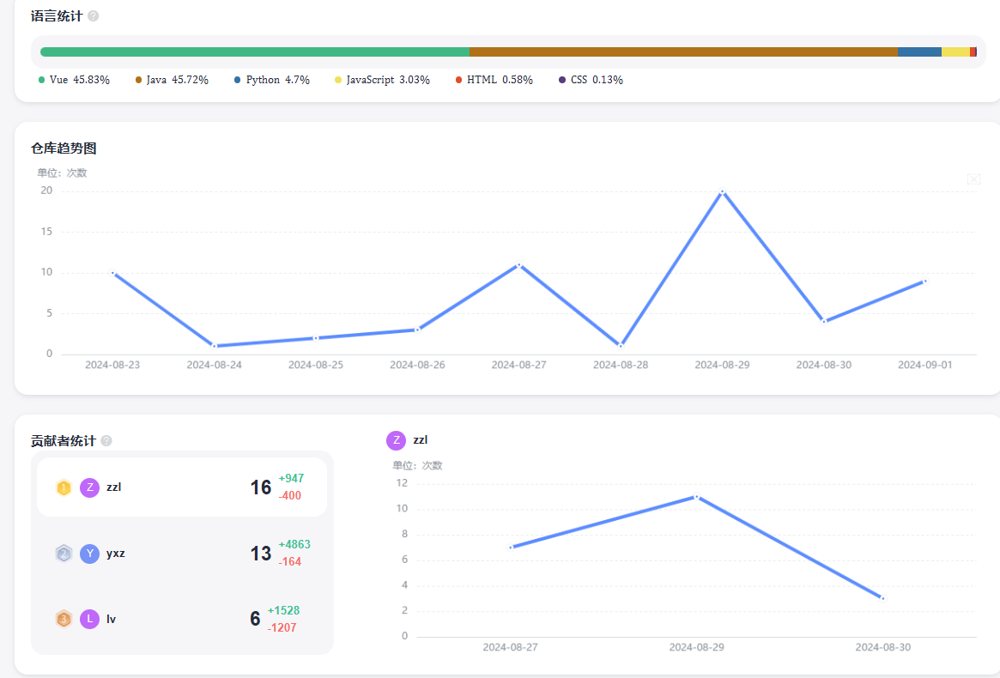 语言统计 ?
Vue 45.83% Java 45.72% Python 4.7% JavaScript 3.03% HTML 0.58% CSS 0.13%
仓库趋势图
单位：次数
20
15
10
5
0
2024-08-23 2024-08-24 2024-08-25 2024-08-26 2024-08-27 2024-08-28 2024-08-29 2024-08-30 2024-09-01
贡献者统计 ?
1 Z zzl 16 +947
-400
2 Y yxz 13 +4863
-164
3 L lv 6 +1528
-1207
Z zzl
单位：次数
12
10
8
6
4
2
0
2024-08-27 2024-08-29 2024-08-30